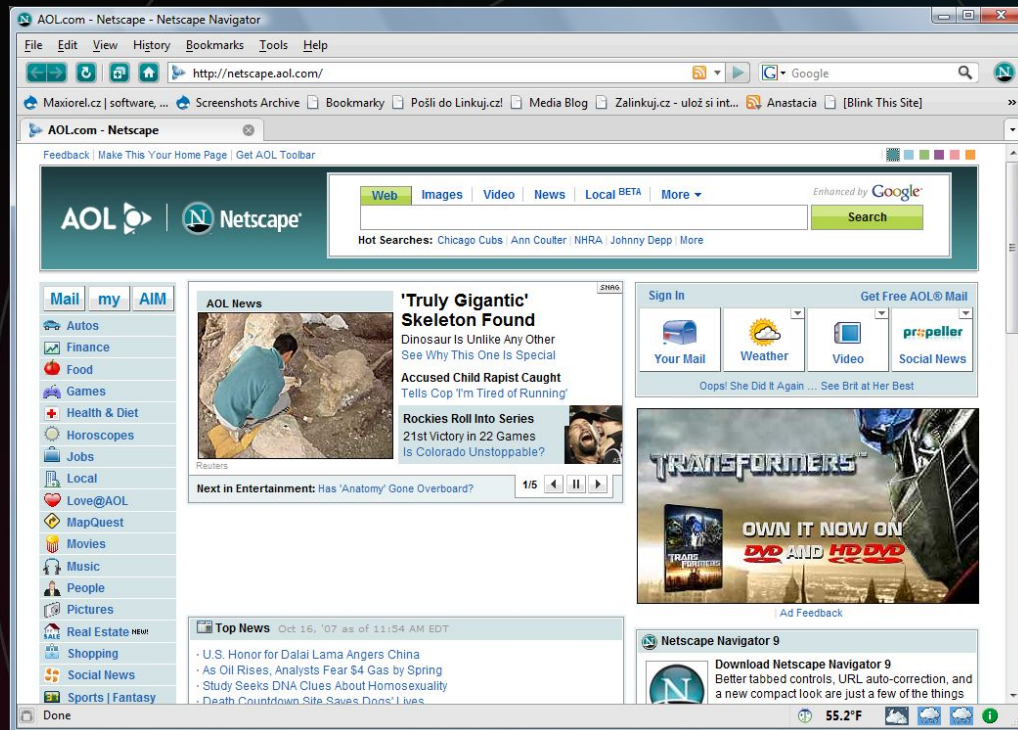 AOL.com - Netscape - Netscape Navigator
File Edit View History Bookmarks Tools Help
http://netscape.aol.com/ G Google N
Maxiorel.cz | software, ... Screenshots Archive Bookmarky Pošli do Linkuj.cz! Media Blog Zalinkuj.cz - ulož si int... Anastacia [Blink This Site] »
AOL.com - Netscape
Feedback | Make This Your Home Page | Get AOL Toolbar
AOL | N Netscape®
Web Images Video News Local BETA More
Enhanced by Google
Search
Hot Searches: Chicago Cubs | Ann Coulter | NHRA | Johnny Depp | More
Mail my AIM
Autos
Finance
Food
Games
Health & Diet
Horoscopes
Jobs
Local
Love@AOL
MapQuest
Movies
Music
People
Pictures
Real Estate NEW!
Shopping
Social News
Sports | Fantasy
SNAG
AOL News
'Truly Gigantic'
Skeleton Found
Dinosaur Is Unlike Any Other
See Why This One Is Special
Accused Child Rapist Caught
Tells Cop 'I'm Tired of Running'
Rockies Roll Into Series
21st Victory in 22 Games
Is Colorado Unstoppable?
Reuters
Next in Entertainment: Has 'Anatomy' Gone Overboard?
1/5
Top News Oct 16, '07 as of 11:54 AM EDT
· U.S. Honor for Dalai Lama Angers China
· As Oil Rises, Analysts Fear $4 Gas by Spring
· Study Seeks DNA Clues About Homosexuality
· Death Countdown Site Saves Dogs' Lives
Sign In Get Free AOL® Mail
Your Mail
Weather
Video
propeller
Social News
Oops! She Did It Again ... See Brit at Her Best
TRANSFORMERS
TRANSFORMERS
OWN IT NOW ON
DVD AND HD DVD
| Ad Feedback
N Netscape Navigator 9
N
Download Netscape Navigator 9
Better tabbed controls, URL auto-correction, and
a new compact look are just a few of the things
Done
55.2°F